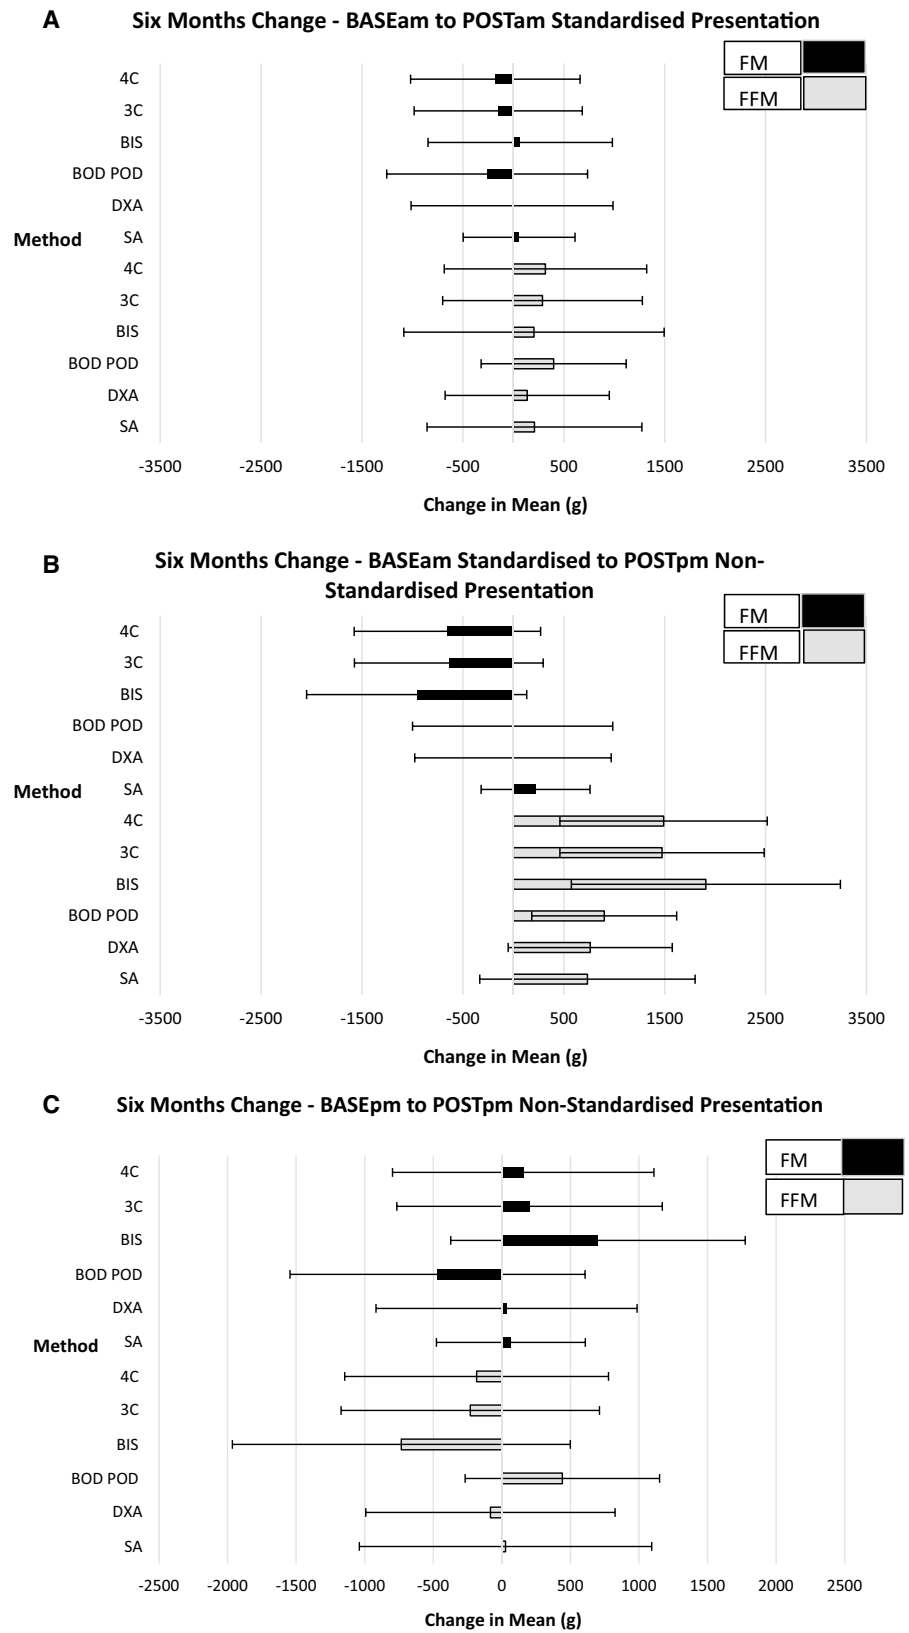 A
Six Months Change - BASEam to POSTam Standardised Presentation
FM
FFM
4C
3C
BIS
BOD POD
DXA
Method
SA
4C
3C
BIS
BOD POD
DXA
SA
-3500 -2500 -1500 -500 500 1500 2500 3500
Change in Mean (g)
B
Six Months Change - BASEam Standardised to POSTpm Non-
Standardised Presentation
FM
FFM
4C
3C
BIS
BOD POD
DXA
Method
SA
4C
3C
BIS
BOD POD
DXA
SA
-3500 -2500 -1500 -500 500 1500 2500 3500
Change in Mean (g)
C
Six Months Change - BASEpm to POSTpm Non-Standardised Presentation
FM
FFM
4C
3C
BIS
BOD POD
DXA
Method
SA
4C
3C
BIS
BOD POD
DXA
SA
-2500 -2000 -1500 -1000 -500 0 500 1000 1500 2000 2500
Change in Mean (g)